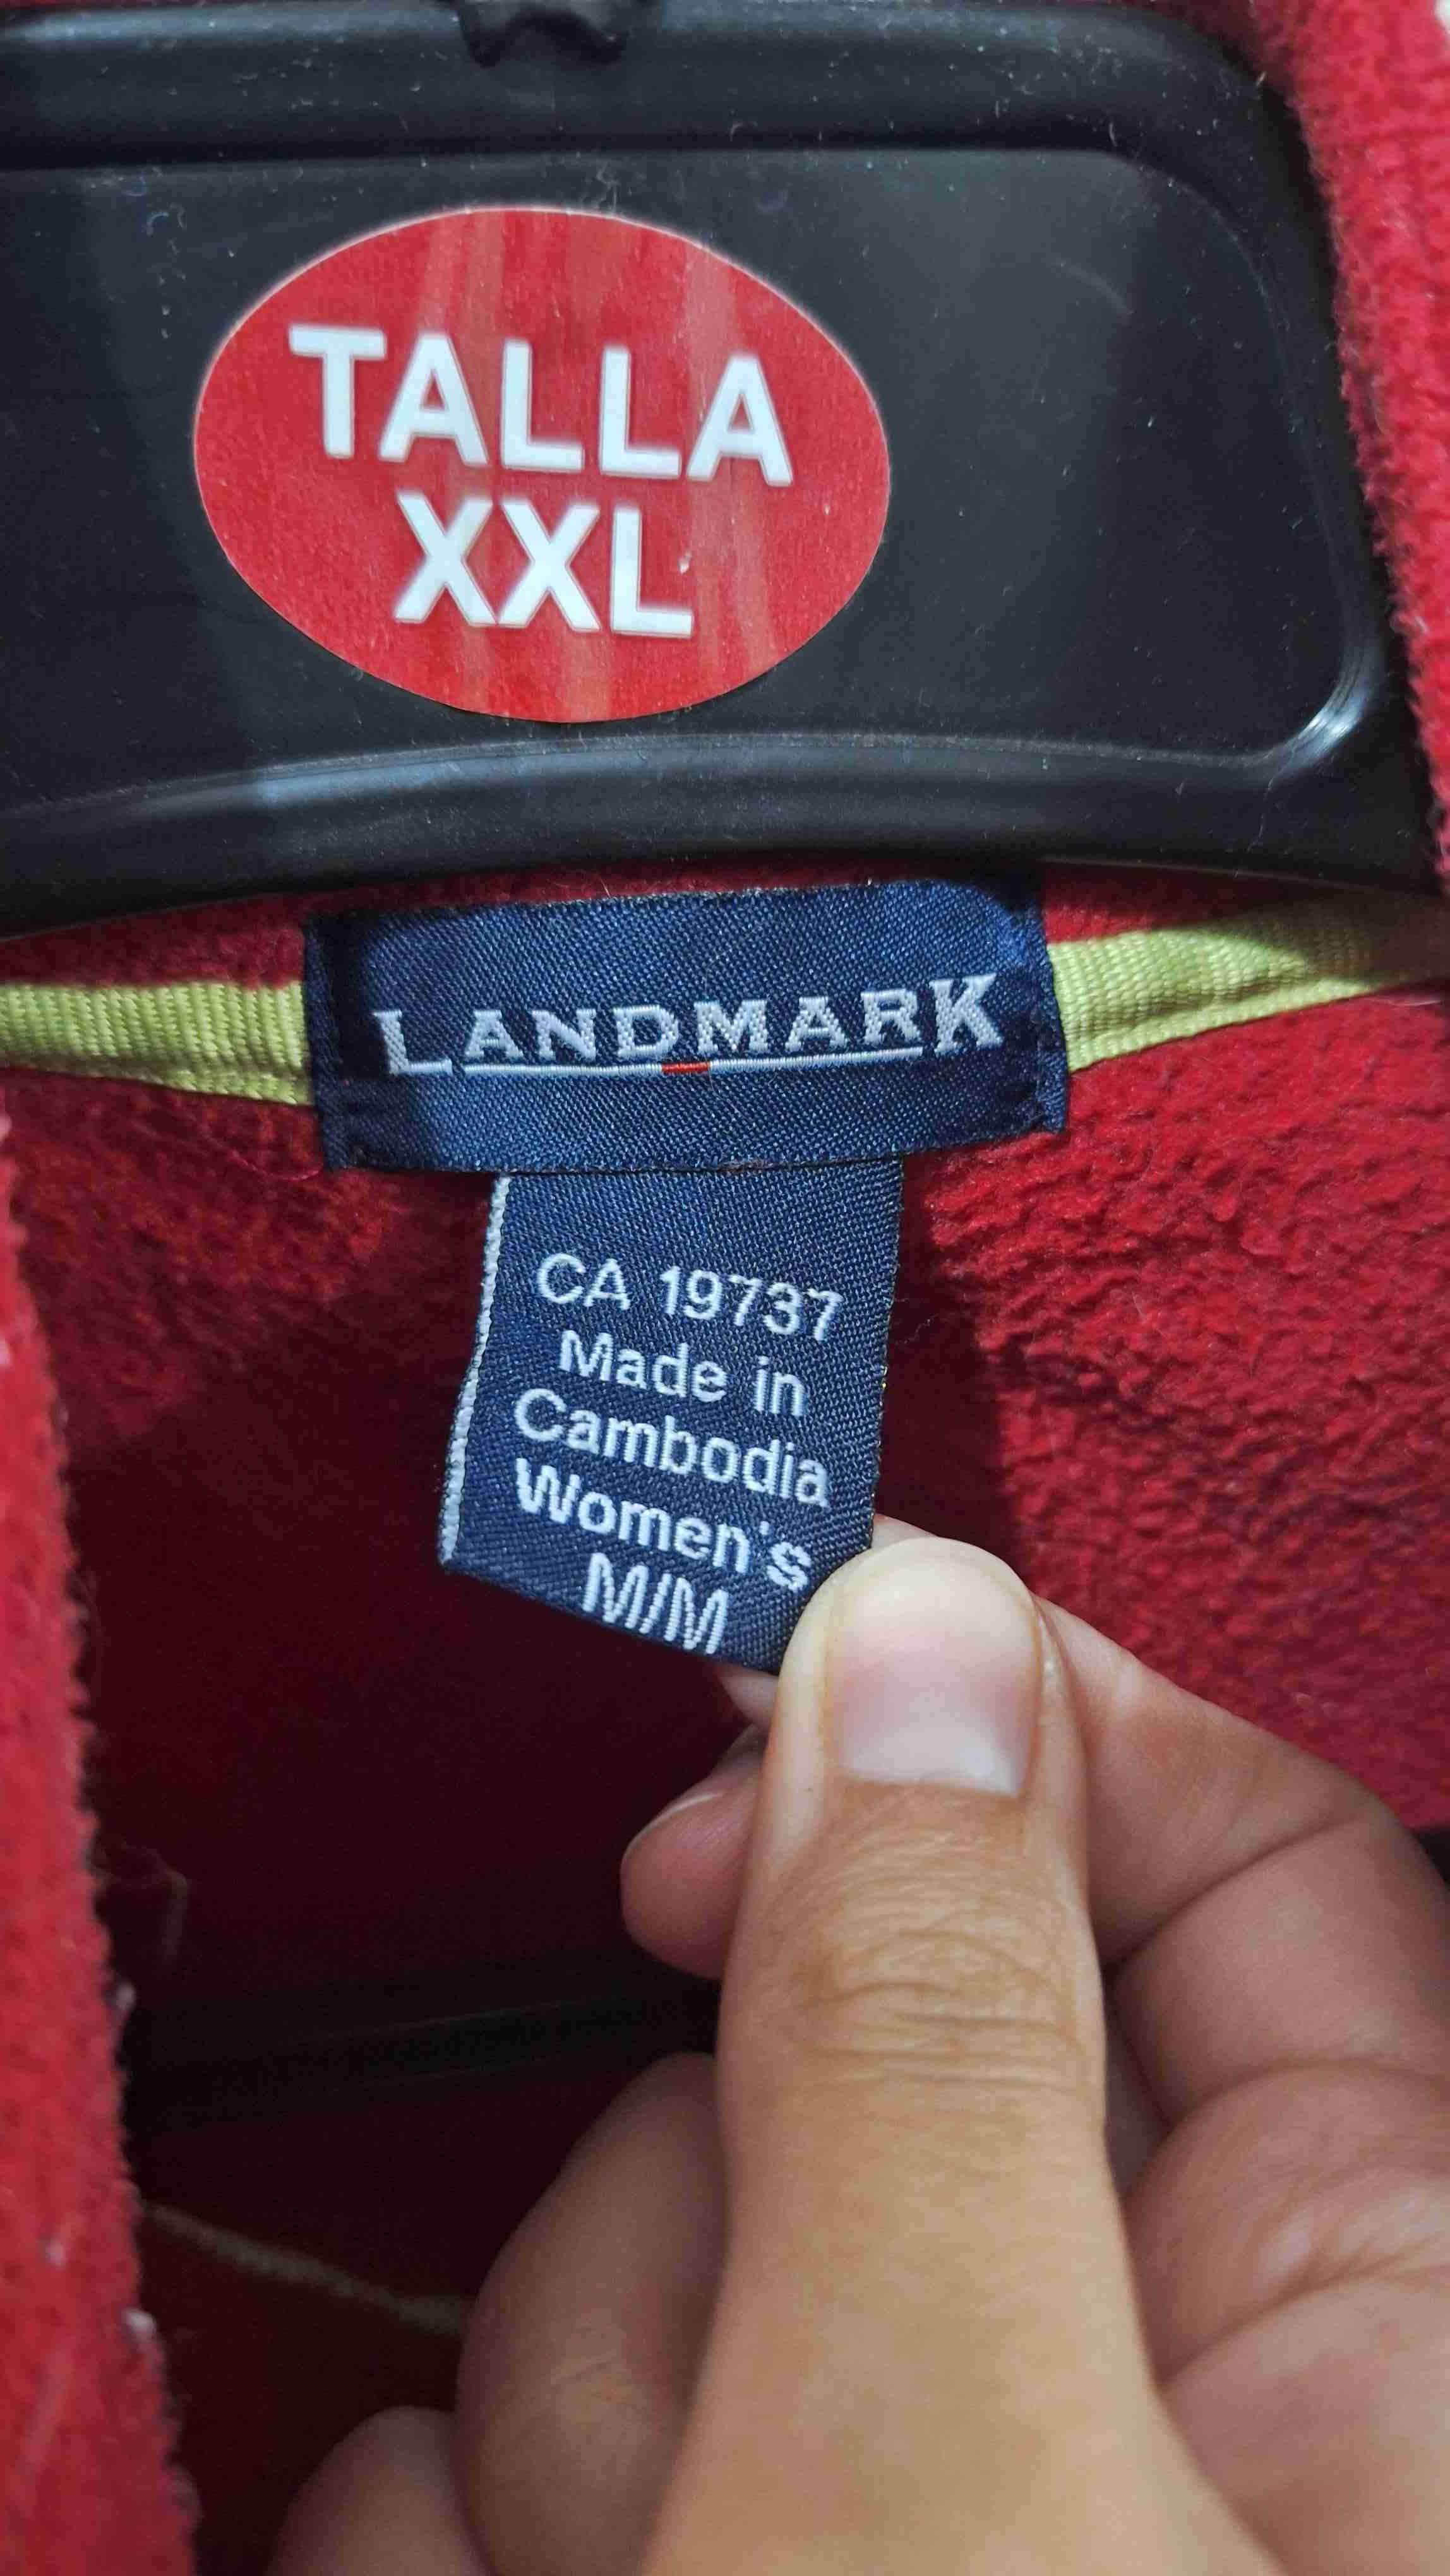 TALLA
XXL
LANDMARK
CA 19737
Made in
Cambodia
Women's
M/M